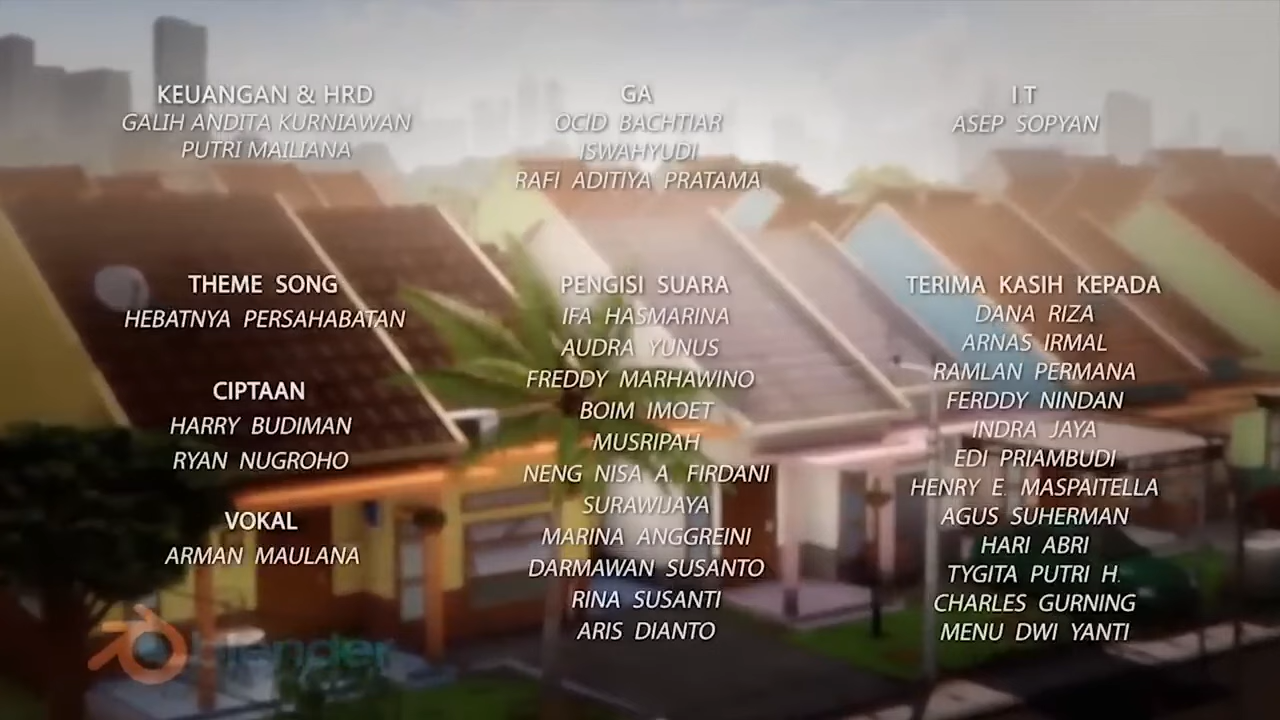 KEUANGAN & HRD
GALIH ANDITA KURNIAWAN
PUTRI MAILIANA
GA
OCID BACHTIAR
ISWAHYUDI
RAFI ADITIYA PRATAMA
I.T
ASEP SOPYAN
THEME SONG
HEBATNYA PERSAHABATAN
CIPTAAN
HARRY BUDIMAN
RYAN NUGROHO
VOKAL
ARMAN MAULANA
PENGISI SUARA
IFA HASMARINA
AUDRA YUNUS
FREDDY MARHAWINO
BOIM IMOET
MUSRIPAH
NENG NISA A. FIRDANI
SURAWIJAYA
MARINA ANGGREINI
DARMAWAN SUSANTO
RINA SUSANTI
ARIS DIANTO
TERIMA KASIH KEPADA
DANA RIZA
ARNAS IRMAL
RAMLAN PERMANA
FERDDY NINDAN
INDRA JAYA
EDI PRIAMBUDI
HENRY E. MASPAITELLA
AGUS SUHERMAN
HARI ABRI
TYGITA PUTRI H.
CHARLES GURNING
MENU DWI YANTI
blender